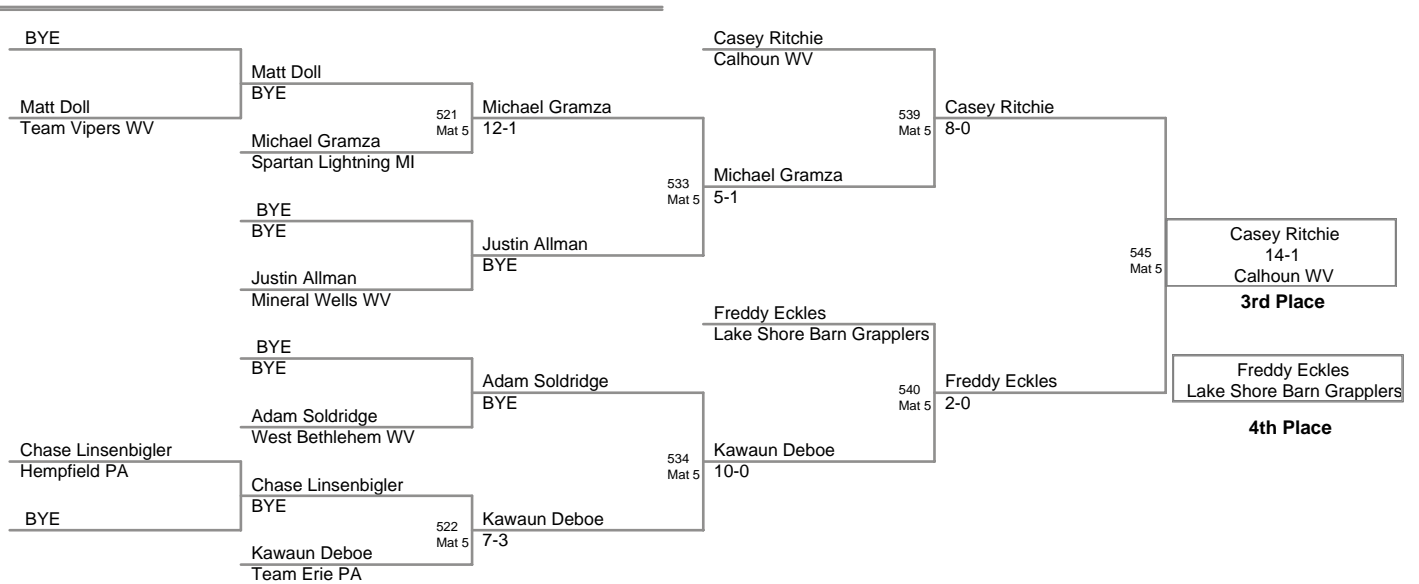 BYE
Matt Doll
Team Vipers WV
Matt Doll
BYE
Michael Gramza
Spartan Lightning MI
521
Mat 5
Michael Gramza
12-1
BYE
BYE
Justin Allman
Mineral Wells WV
Justin Allman
BYE
533
Mat 5
Michael Gramza
5-1
Casey Ritchie
Calhoun WV
539
Mat 5
Casey Ritchie
8-0
BYE
BYE
Adam Soldridge
West Bethlehem WV
Adam Soldridge
BYE
Chase Linsenbigler
Hempfield PA
BYE
Chase Linsenbigler
BYE
Kawaun Deboe
Team Erie PA
522
Mat 5
Kawaun Deboe
7-3
534
Mat 5
Kawaun Deboe
10-0
Freddy Eckles
Lake Shore Barn Grapplers
540
Mat 5
Freddy Eckles
2-0
545
Mat 5
Casey Ritchie
14-1
Calhoun WV
3rd Place
Freddy Eckles
Lake Shore Barn Grapplers
4th Place